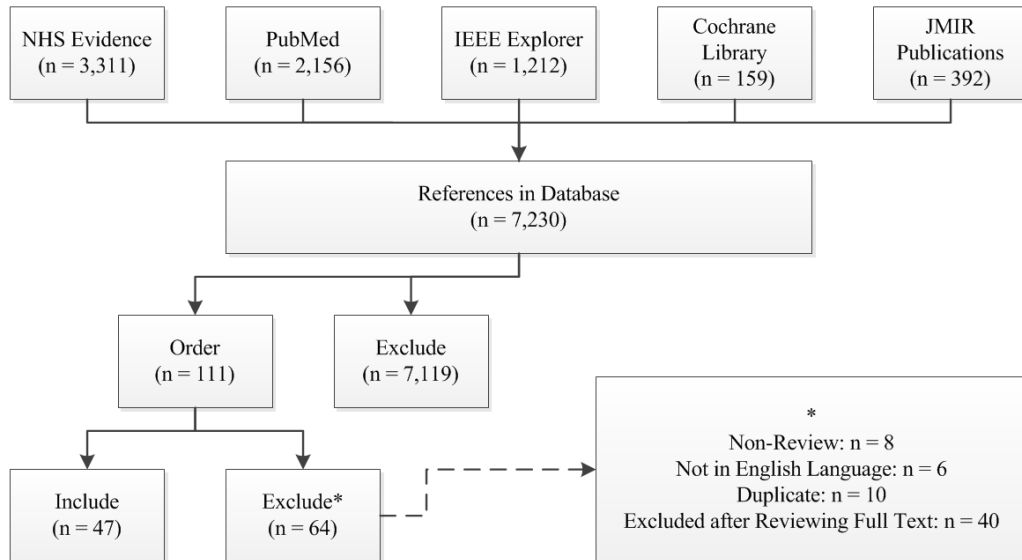 NHS Evidence
(n = 3,311)
PubMed
(n = 2,156)
IEEE Explorer
(n = 1,212)
Cochrane
Library
(n = 159)
JMIR
Publications
(n = 392)
References in Database
(n = 7,230)
Order
(n = 111)
Exclude
(n = 7,119)
Include
(n = 47)
Exclude*
(n = 64)
*
Non-Review: n = 8
Not in English Language: n = 6
Duplicate: n = 10
Excluded after Reviewing Full Text: n = 40